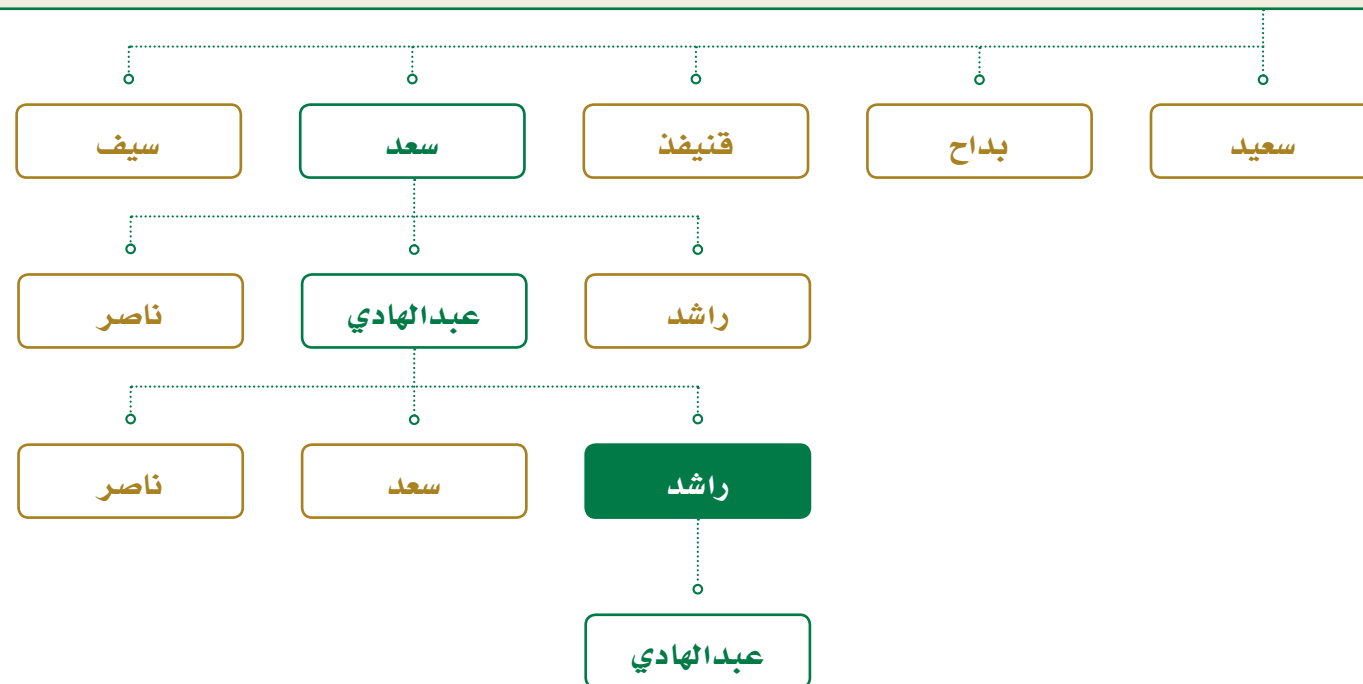 سعيد
بداح
قنيفذ
سعد
سيف
راشد
عبدالهادي
ناصر
راشد
سعد
ناصر
عبدالهادي